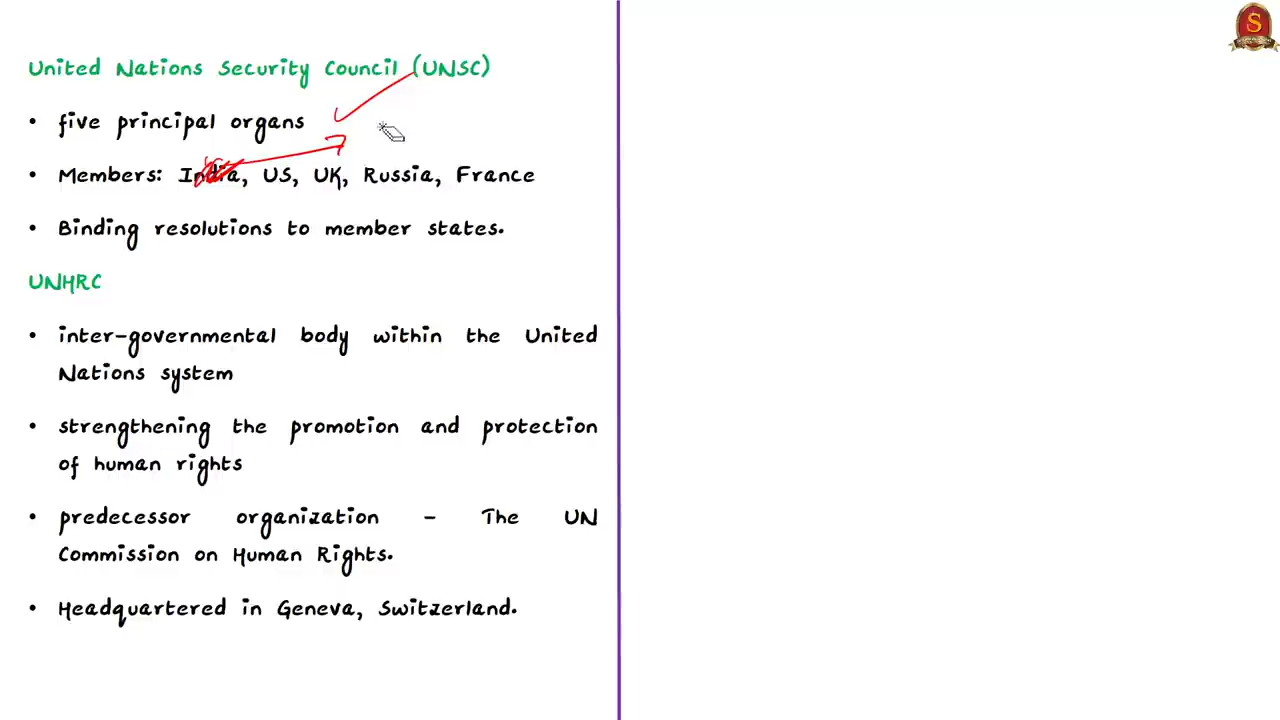 United Nations Security Council (UNSC)
• five principal organs
• Members: India, US, UK, Russia, France
• Binding resolutions to member states.
UNHRC
• inter-governmental body within the United
Nations system
• strengthening the promotion and protection
of human rights
• predecessor organization - The UN
Commission on Human Rights.
• Headquartered in Geneva, Switzerland.
S